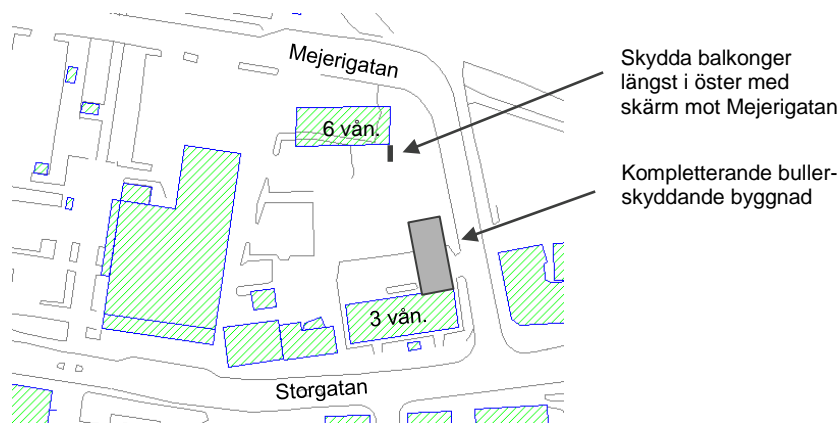 Mejerigatan
Skydda balkonger
längst i öster med
skärm mot Mejerigatan
6 vån.
Kompletterande buller-
skyddande byggnad
3 vån.
Storgatan